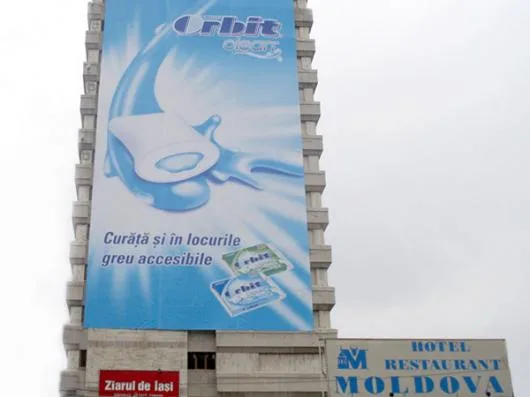 Orbit
clean
Curăță și în locurile
greu accesibile
Orbit
Orbit
Ziarul de Iași
HOTEL
RESTAURANT
MOLDOVA